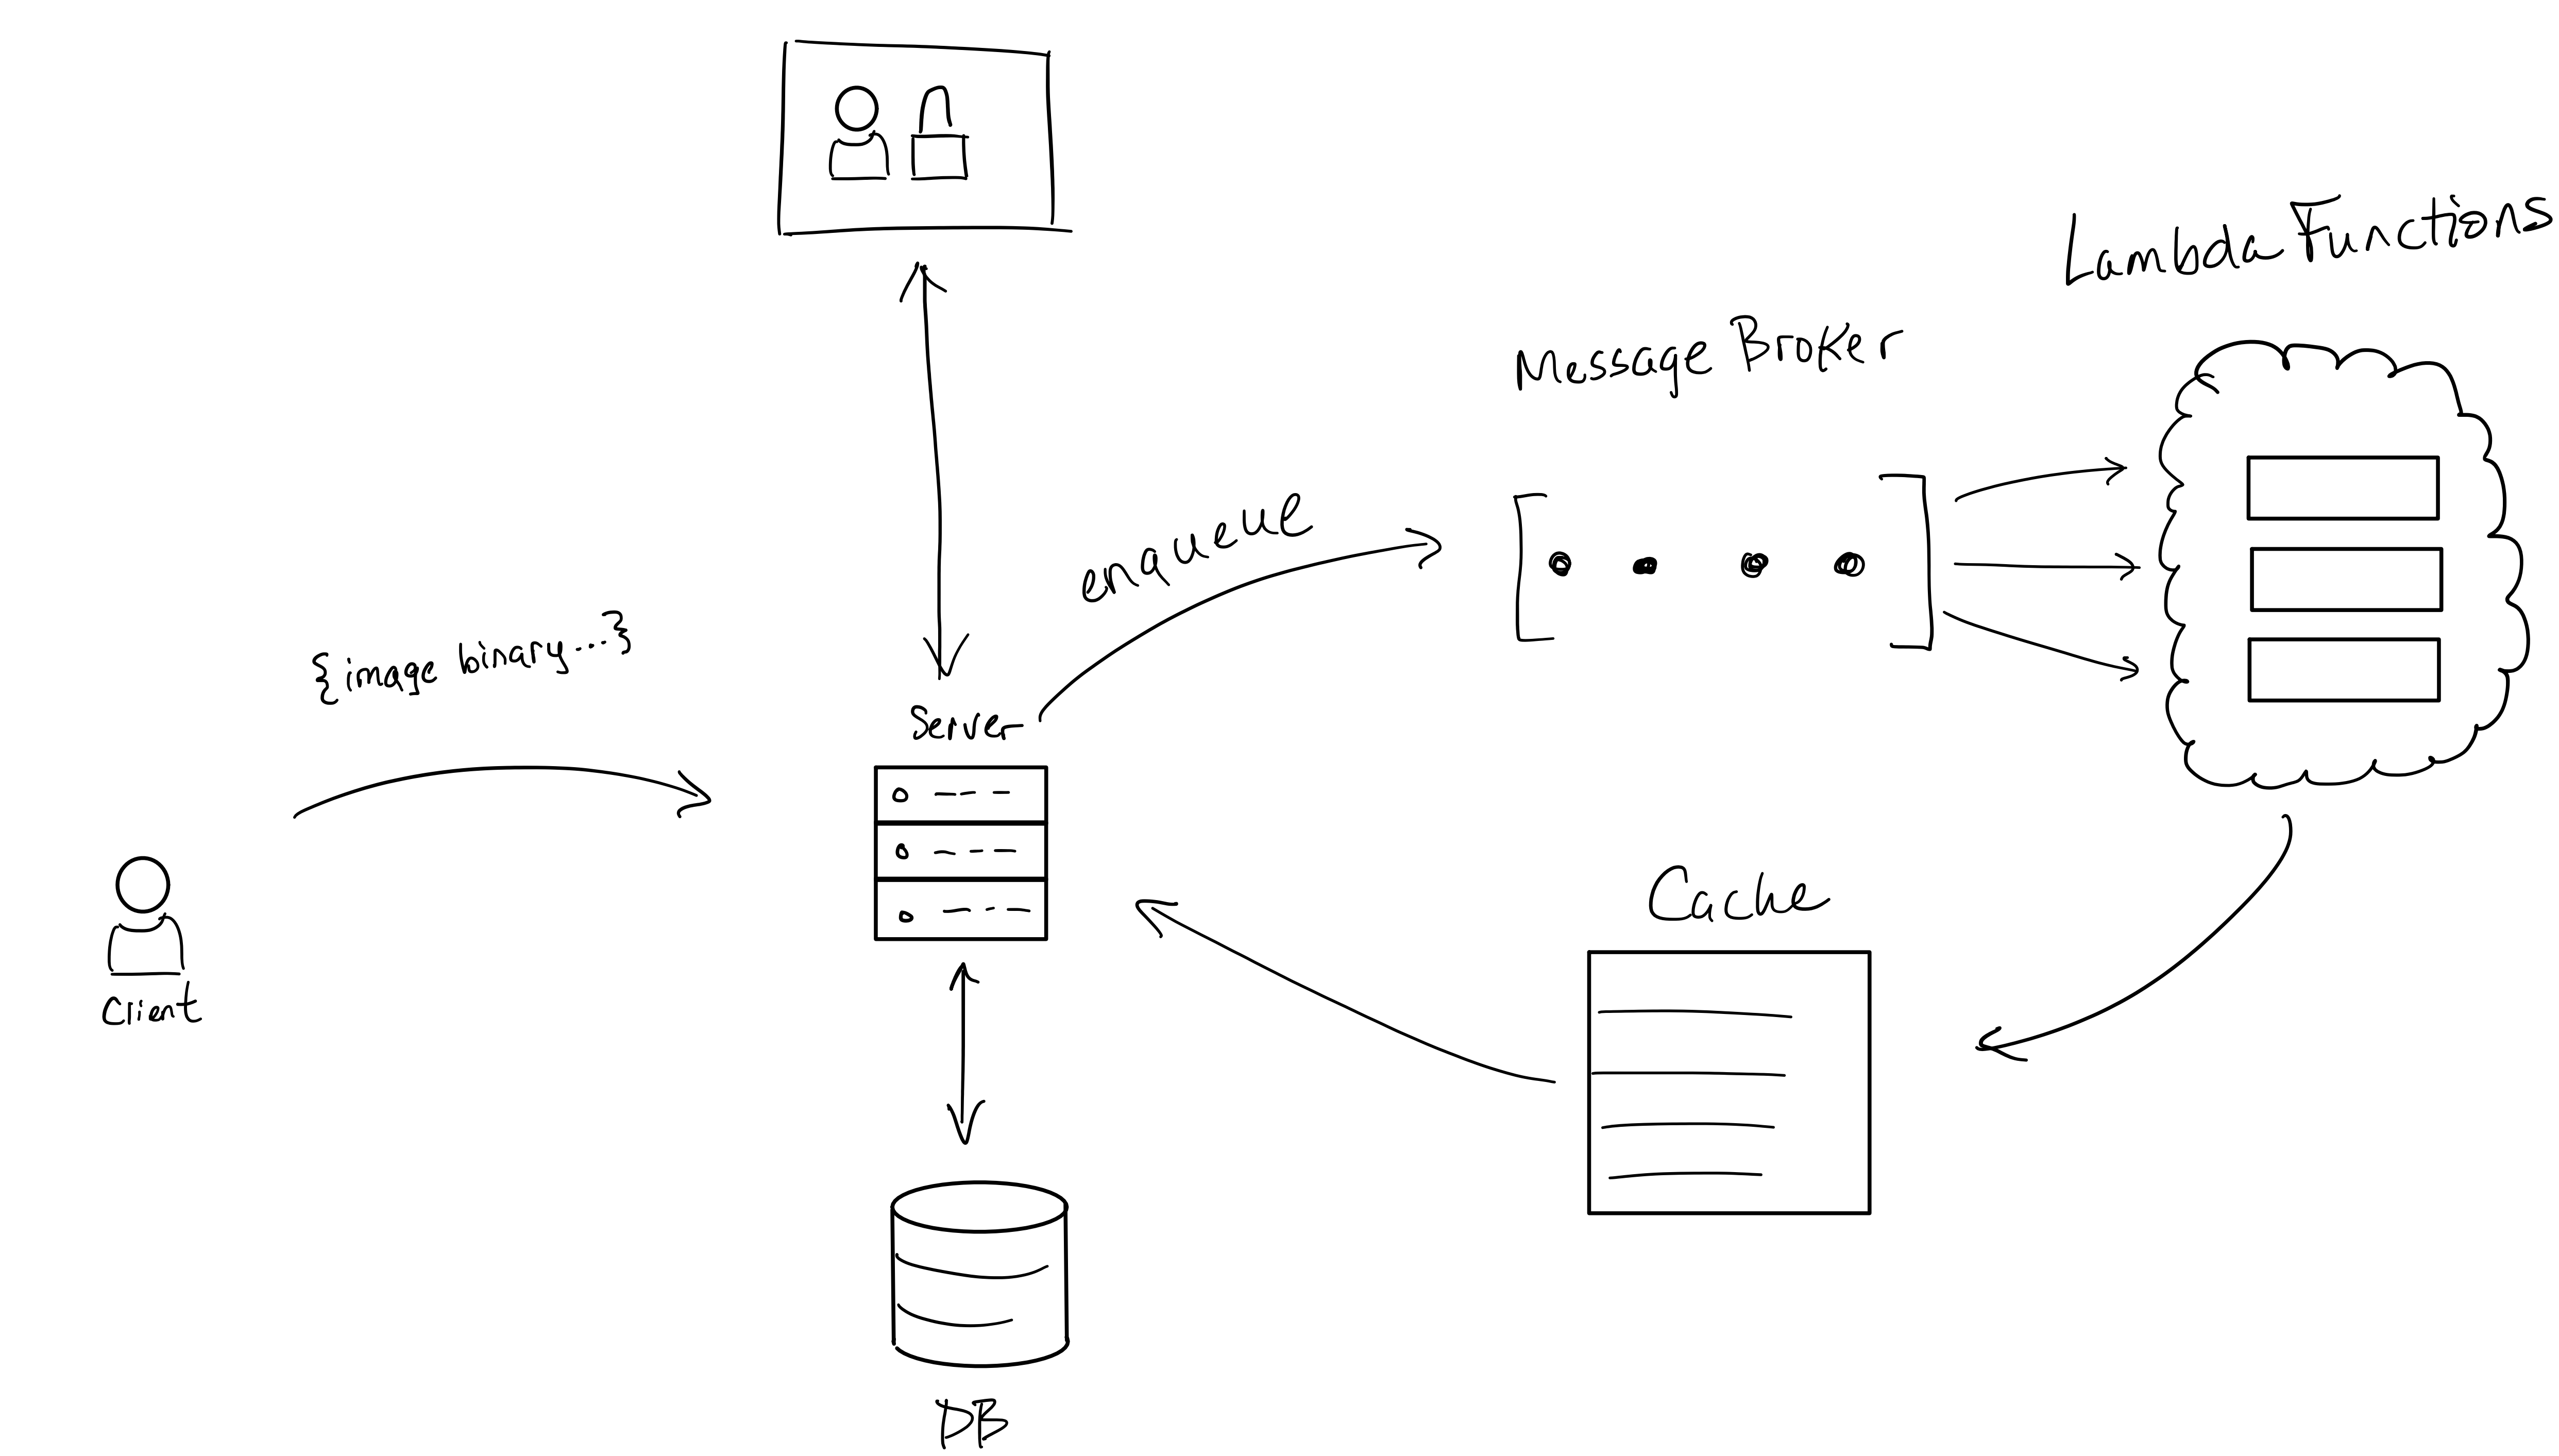 Lambda Functions
Message Broker
enqueue
{image binary...}
Server
Cache
Client
DB